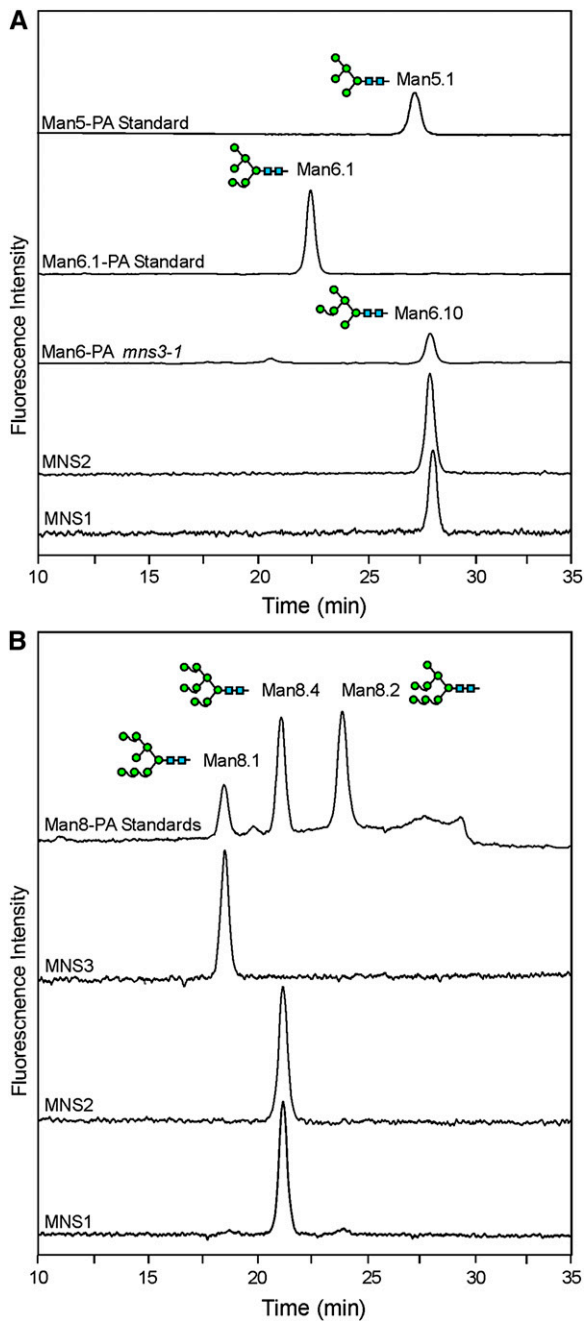 A
Man5.1
Man5-PA Standard
Man6.1
Man6.1-PA Standard
Man6.10
Man6-PA mns3-1
MNS2
MNS1
Fluorescence Intensity
10 15 20 25 30 35
Time (min)
B
Man8.4 Man8.2
Man8.1
Man8-PA Standards
MNS3
MNS2
MNS1
Fluorescnence Intensity
10 15 20 25 30 35
Time (min)